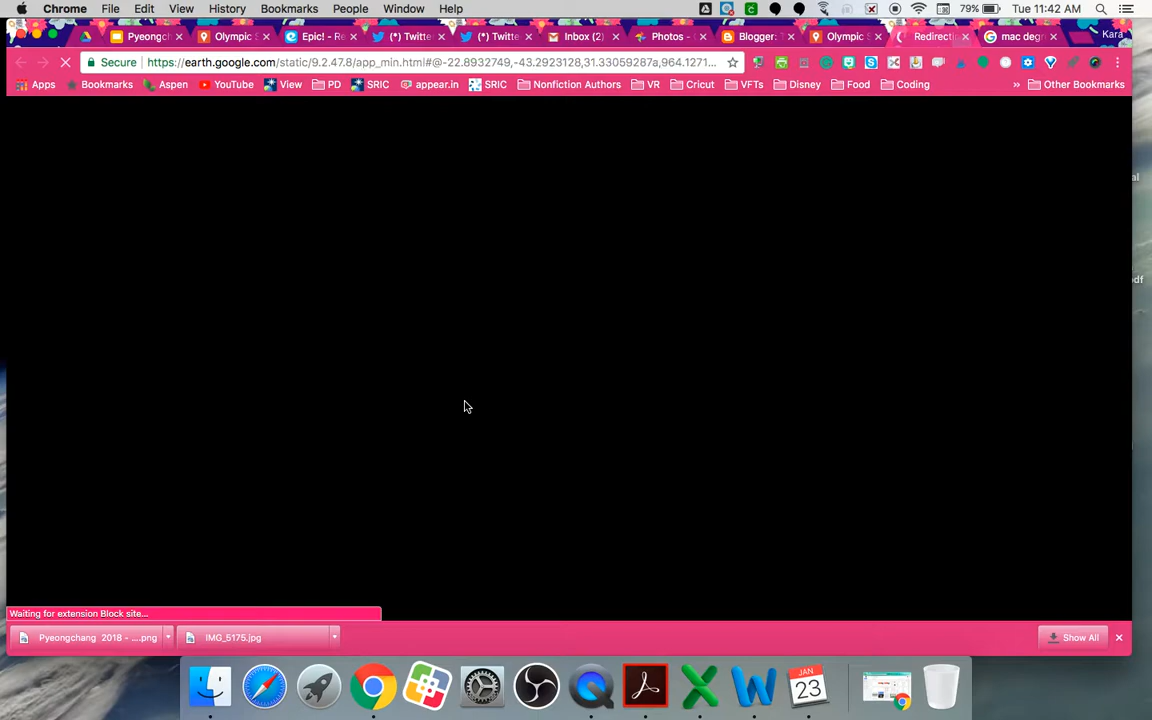 Chrome File Edit View History Bookmarks People Window Help 79% Tue 11:42 AM
Pyeongch Olympic S Epic! - Re (*) Twitte (*) Twitte Inbox (2) Photos - Blogger: Olympic S Redirectin mac degr Kara
Secure https://earth.google.com/static/9.2.47.8/app_min.html#@-22.8932749,-43.2923128,31.33059287a,964.1271...
Apps Bookmarks Aspen YouTube View PD SRIC appear.in SRIC Nonfiction Authors VR Cricut VFTs Disney Food Coding » Other Bookmarks
al
df
Waiting for extension Block site...
Pyeongchang 2018 - ....png IMG_5175.jpg Show All
JAN
23